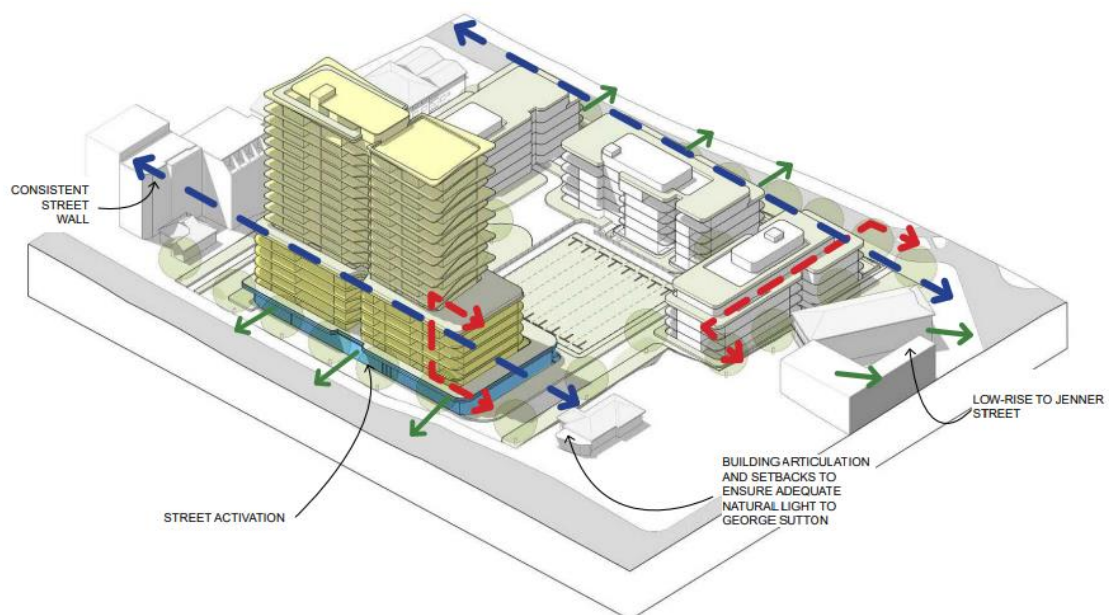 CONSISTENT
STREET
WALL
LOW-RISE TO JENNER
STREET
BUILDING ARTICULATION
AND SETBACKS TO
ENSURE ADEQUATE
NATURAL LIGHT TO
GEORGE SUTTON
STREET ACTIVATION